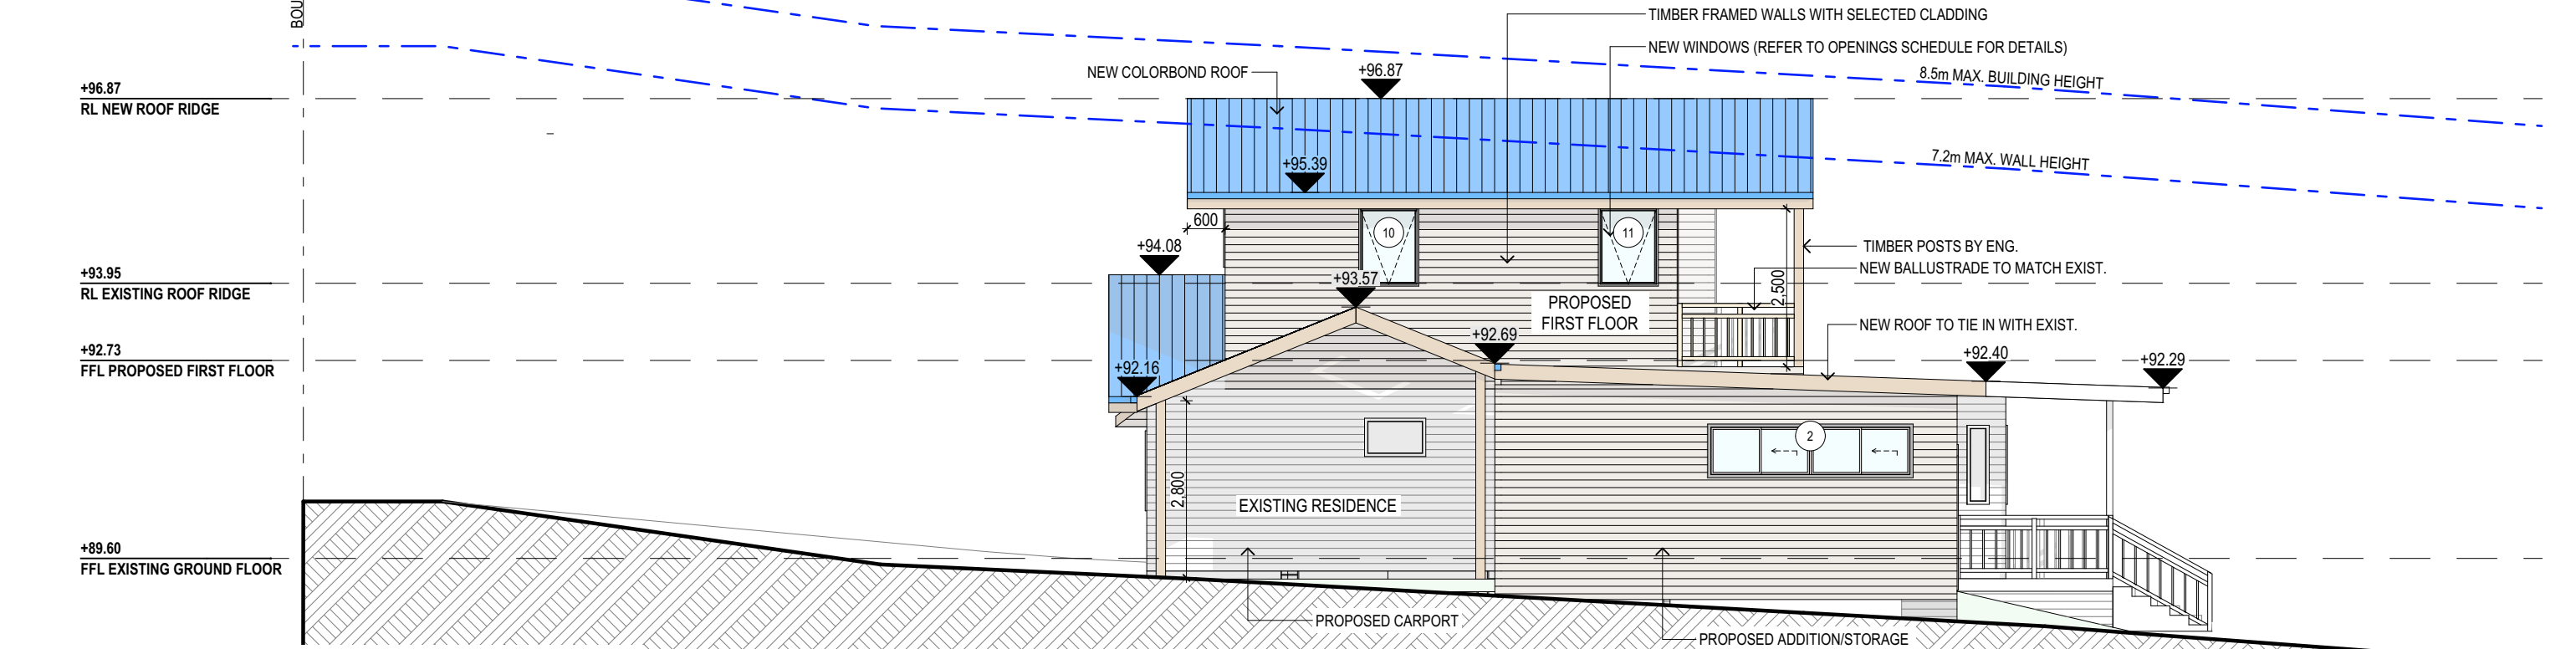 BOU
TIMBER FRAMED WALLS WITH SELECTED CLADDING
NEW WINDOWS (REFER TO OPENINGS SCHEDULE FOR DETAILS)
NEW COLORBOND ROOF
+96.87
8.5m MAX. BUILDING HEIGHT
+96.87
RL NEW ROOF RIDGE
7.2m MAX. WALL HEIGHT
+95.39
600
10
11
+94.08
TIMBER POSTS BY ENG.
NEW BALLUSTRADE TO MATCH EXIST.
+93.95
RL EXISTING ROOF RIDGE
+93.57
2,500
PROPOSED
FIRST FLOOR
NEW ROOF TO TIE IN WITH EXIST.
+92.73
FFL PROPOSED FIRST FLOOR
+92.69
+92.40
+92.29
+92.16
2
2,800
EXISTING RESIDENCE
+89.60
FFL EXISTING GROUND FLOOR
PROPOSED CARPORT
PROPOSED ADDITION/STORAGE